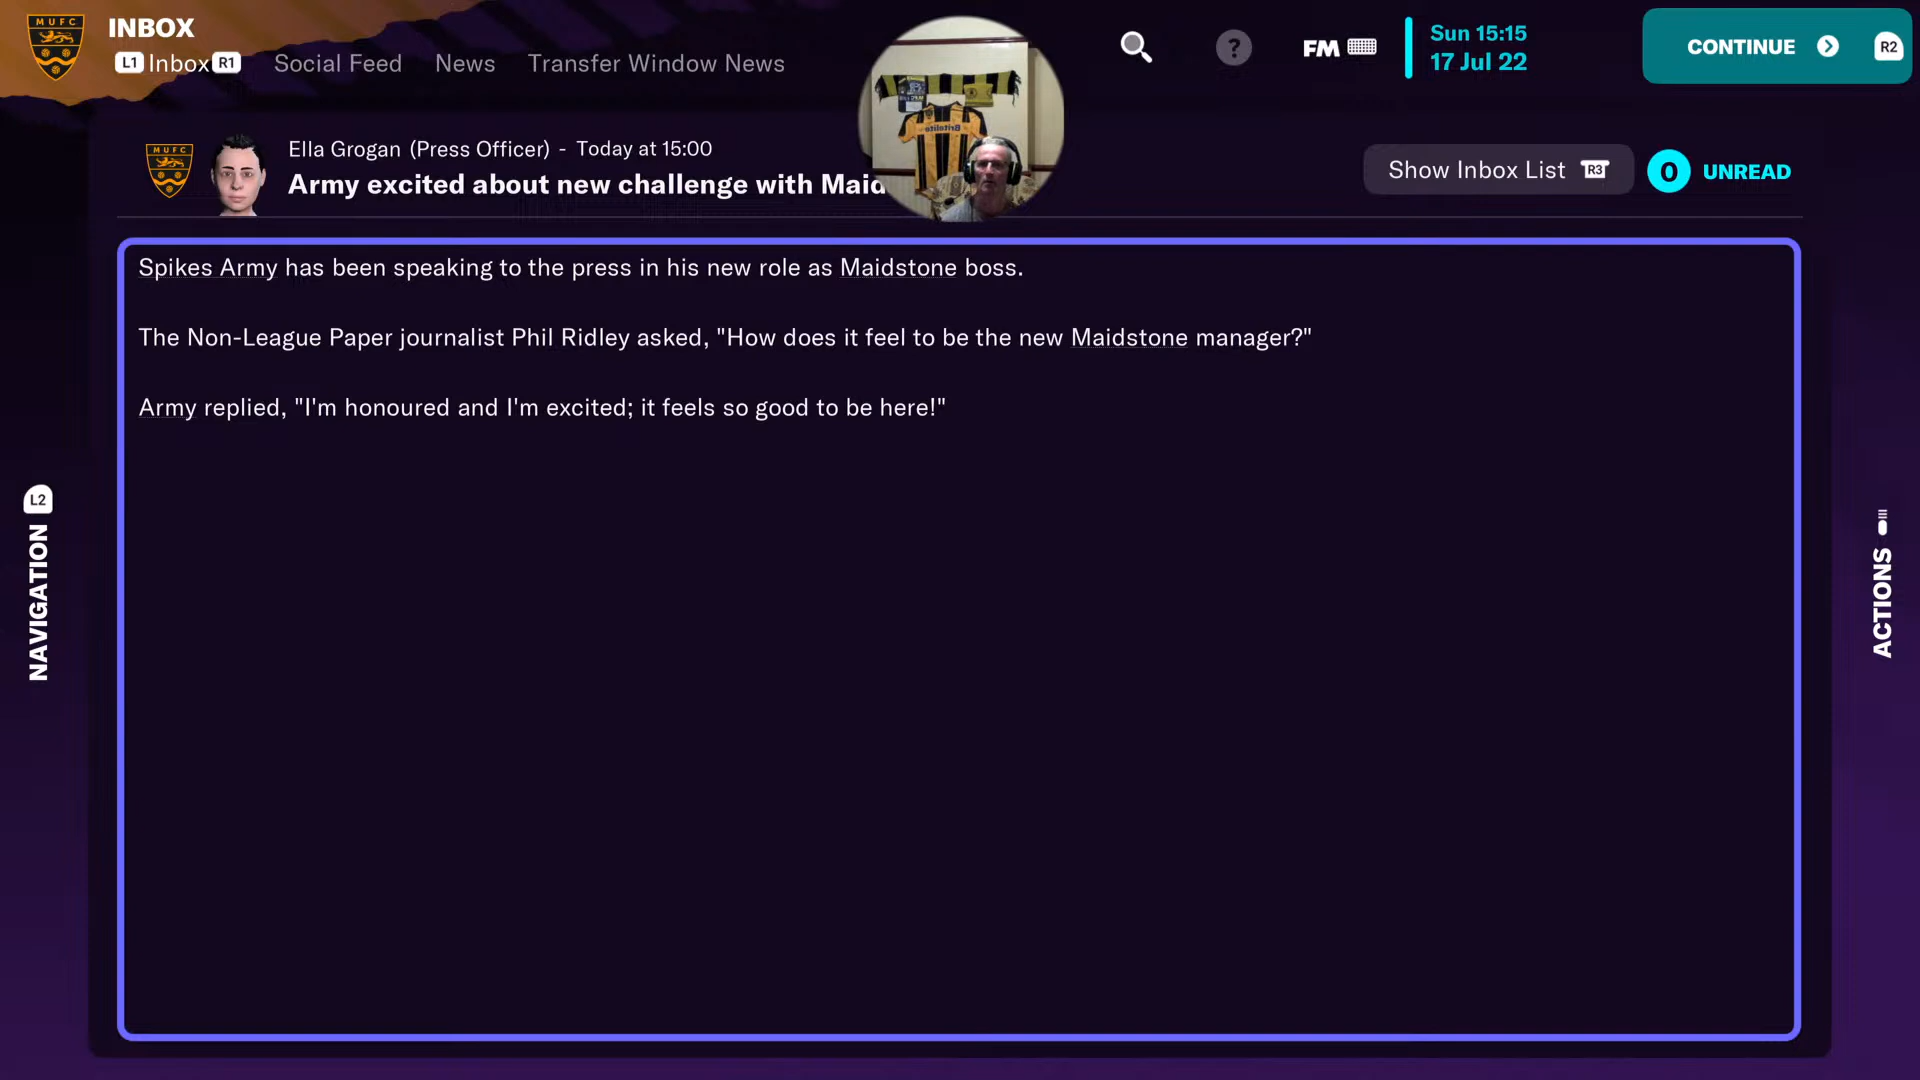 MUFC
INBOX
L1 Inbox R1 Social Feed News Transfer Window News
? FM
Sun 15:15
17 Jul 22
CONTINUE R2
MUFC
Ella Grogan (Press Officer) - Today at 15:00
Army excited about new challenge with Maid
Britelite
Show Inbox List R3 0 UNREAD
Spikes Army has been speaking to the press in his new role as Maidstone boss.
The Non-League Paper journalist Phil Ridley asked, "How does it feel to be the new Maidstone manager?"
Army replied, "I'm honoured and I'm excited; it feels so good to be here!"
L2
NAVIGATION
ACTIONS